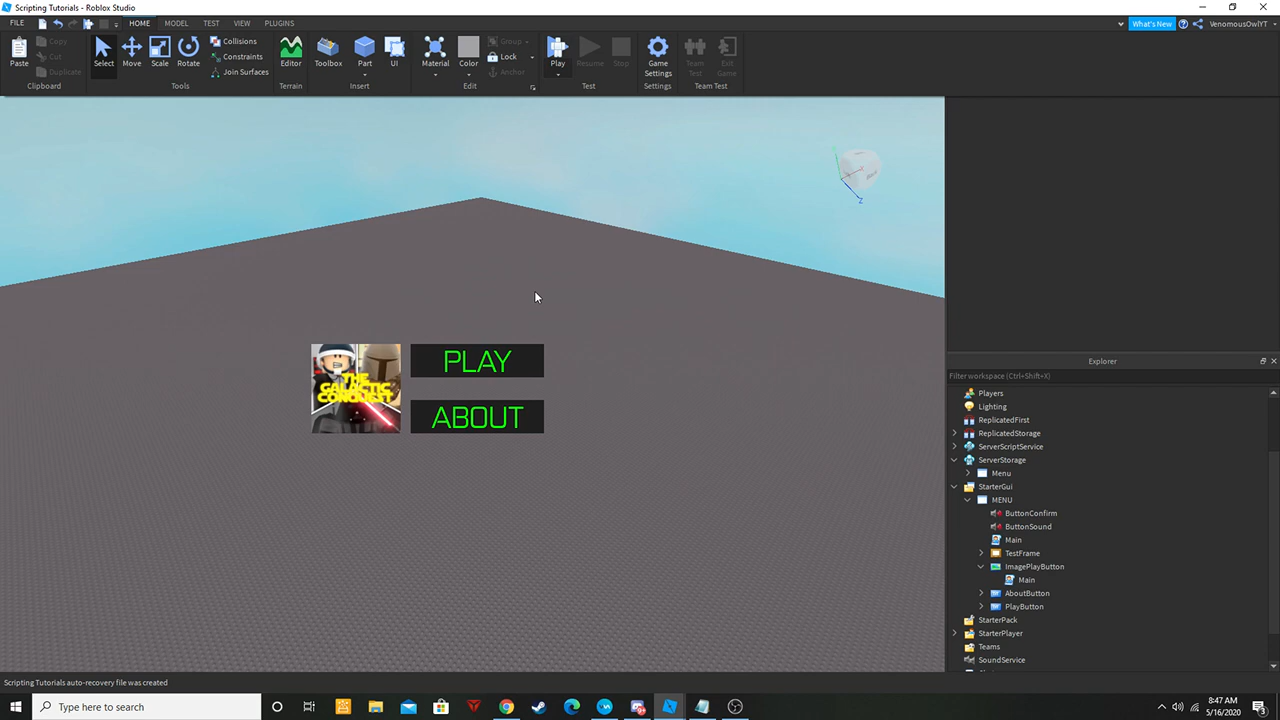 Scripting Tutorials - Roblox Studio
FILE HOME MODEL TEST VIEW PLUGINS What's New VenomousOwlYT
Paste Copy Cut Duplicate
Select Move Scale Rotate Collisions Constraints Join Surfaces
Editor Toolbox Part UI
Material Color Group Lock Anchor
Play Resume Stop Game Settings Team Test Exit Game
Clipboard Tools Terrain Insert Edit Test Settings Team Test
THE GALACTIC CONQUEST
PLAY
ABOUT
Explorer
Filter workspace (Ctrl+Shift+X)
Players
Lighting
ReplicatedFirst
ReplicatedStorage
ServerScriptService
ServerStorage
Menu
StarterGui
MENU
ButtonConfirm
ButtonSound
Main
TestFrame
ImagePlayButton
Main
AboutButton
PlayButton
StarterPack
StarterPlayer
Teams
SoundService
Scripting Tutorials auto-recovery file was created
Type here to search
8:47 AM
5/16/2020